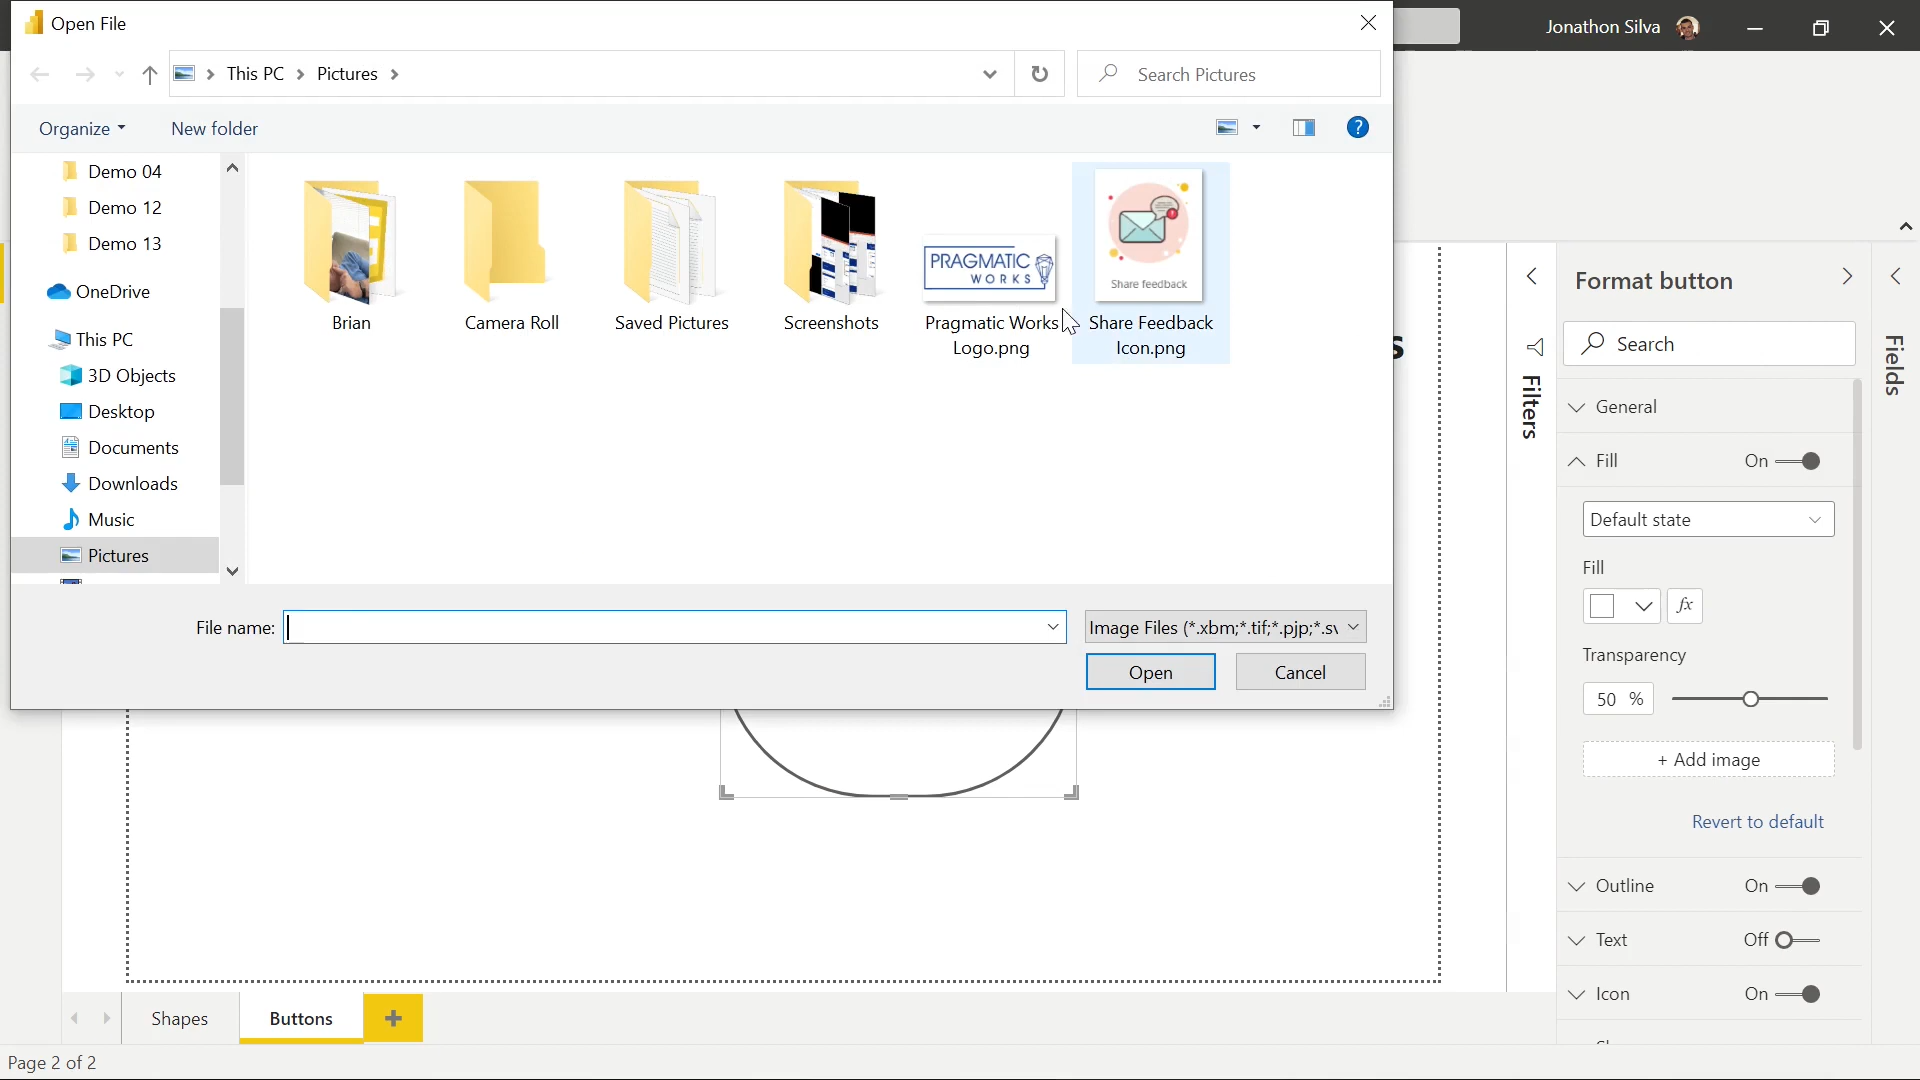 Open File
Jonathon Silva
This PC
Pictures
Search Pictures
Organize
New folder
?
Demo 04
Demo 12
Demo 13
OneDrive
This PC
3D Objects
Desktop
Documents
Downloads
Music
Pictures
Brian
Camera Roll
Saved Pictures
Screenshots
PRAGMATIC
WORKS
Pragmatic Works
Logo.png
Share feedback
Share Feedback
Icon.png
File name:
Image Files (*.xbm;*.tif;*.pjp;*.sv
Open
Cancel
s
Filters
Format button
Search
General
Fill
On
Default state
Fill
fx
Transparency
50 %
+ Add image
Revert to default
Outline
On
Text
Off
Icon
On
Fields
Shapes
Buttons
Page 2 of 2